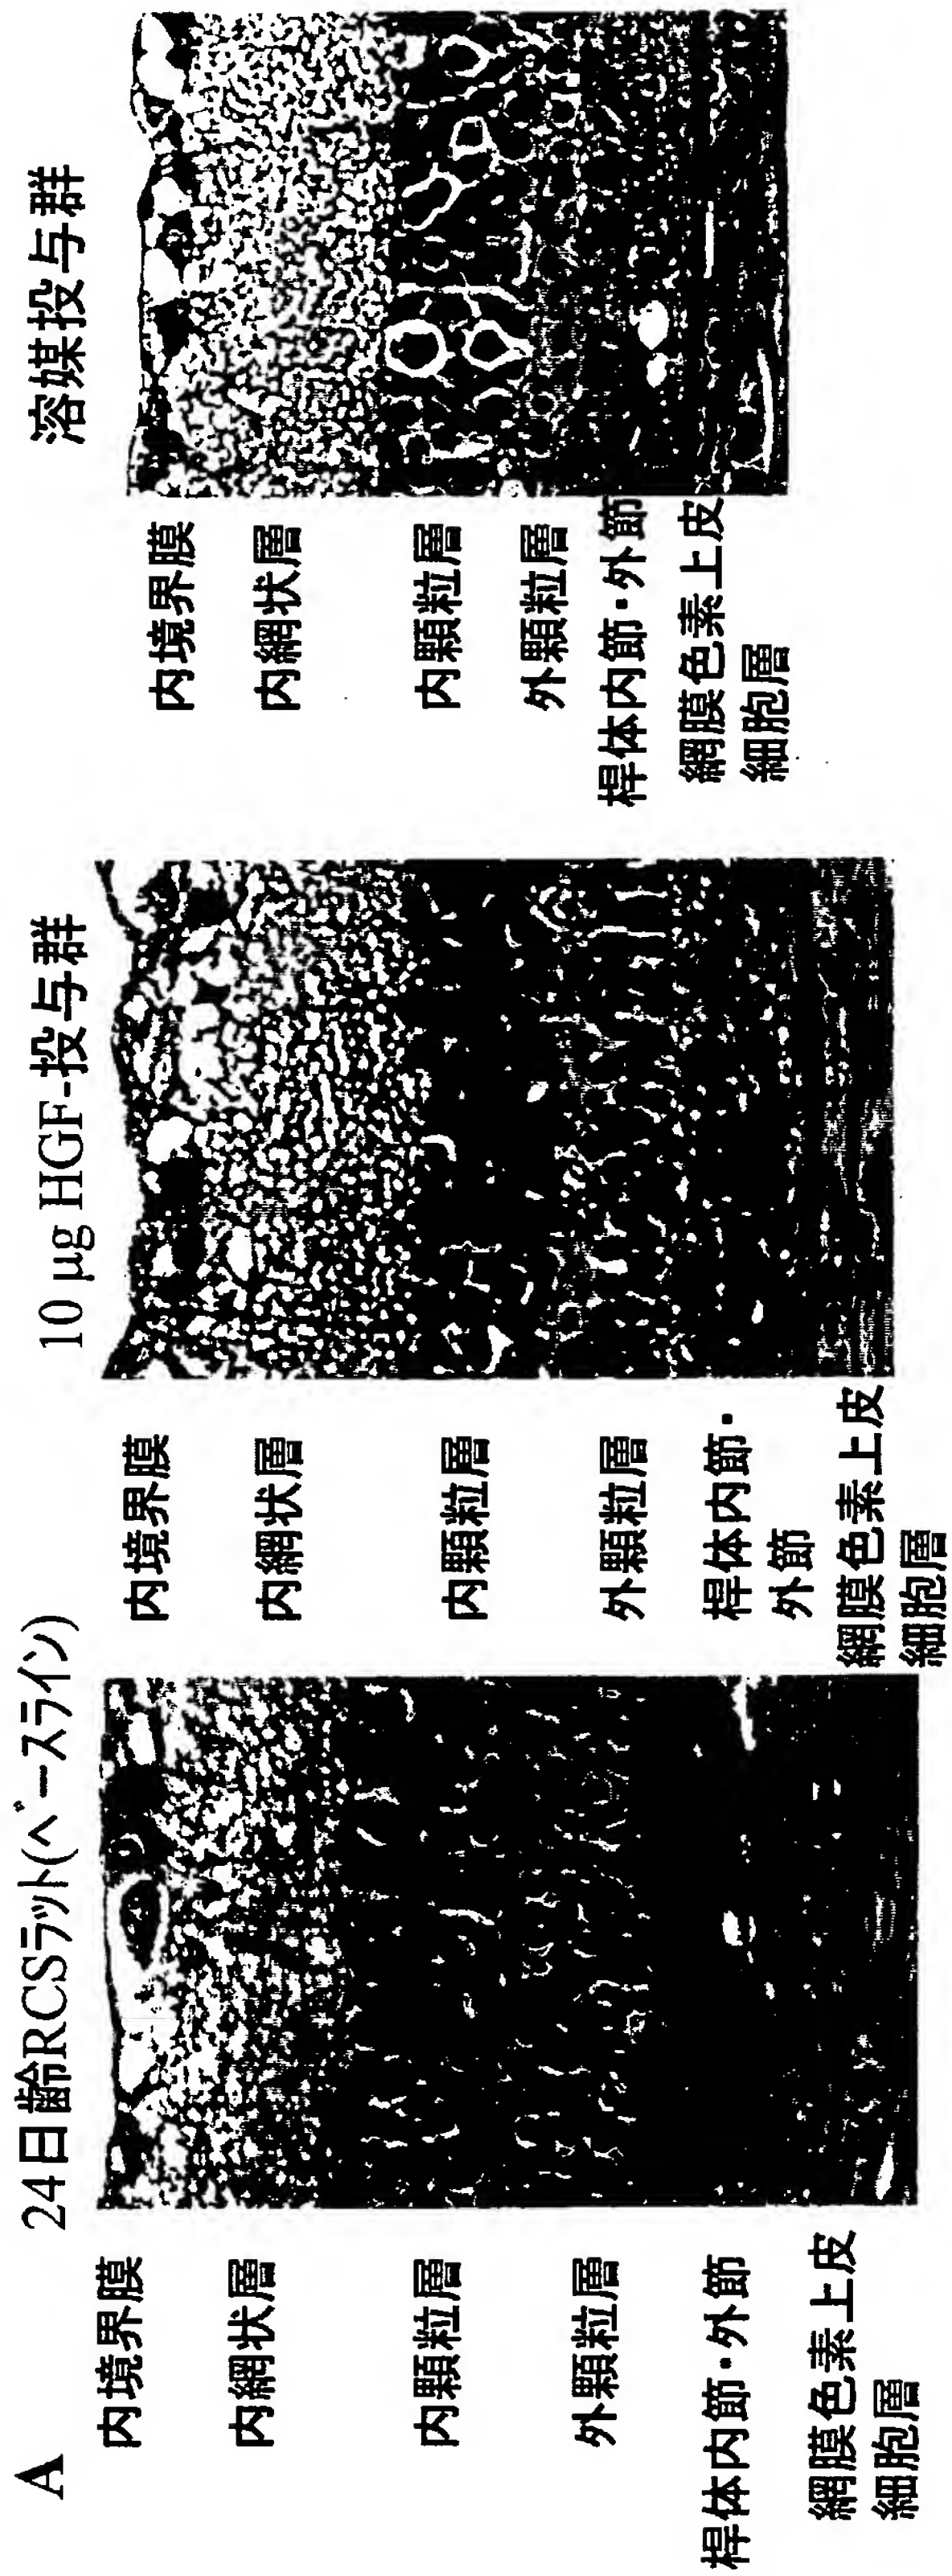 A
24日齢RCSラット(ベースライン)
内境界膜
内網状層
内顆粒層
外顆粒層
桿体内節・外節
網膜色素上皮
細胞層
10 μg HGF-投与群
内境界膜
内網状層
内顆粒層
外顆粒層
桿体内節・
外節
網膜色素上皮
細胞層
溶媒投与群
内境界膜
内網状層
内顆粒層
外顆粒層
桿体内節・外節
網膜色素上皮
細胞層